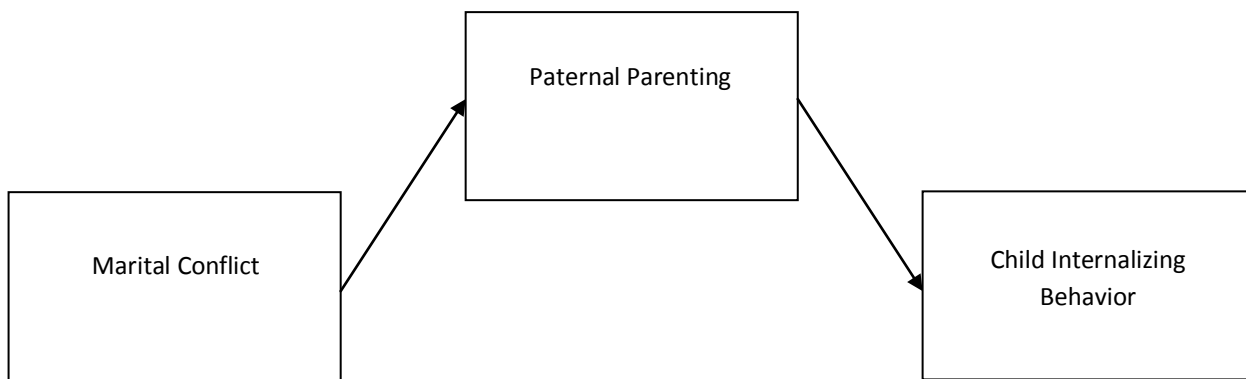 Paternal Parenting
Marital Conflict
Child Internalizing
Behavior